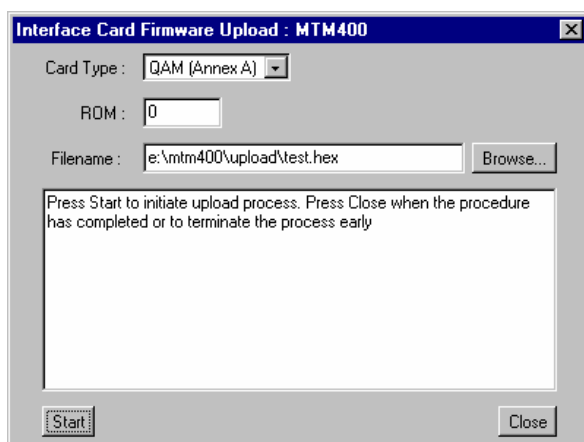 Interface Card Firmware Upload : MTM400
Card Type : QAM (Annex A)
ROM : 0
Filename : e:\mtm400\upload\test.hex Browse...
Press Start to initiate upload process. Press Close when the procedure
has completed or to terminate the process early
Start Close